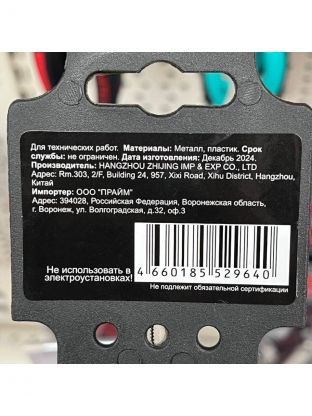 Для технических работ. Материалы: Металл, пластик. Срок
службы: не ограничен. Дата изготовления: Декабрь 2024.
Производитель: HANGZHOU ZHIJING IMP & EXP CO., LTD
Адрес: Rm.303, 2/F, Building 24, 957, Xixi Road, Xihu District, Hangzhou,
Китай
Импортер: ООО "ПРАЙМ"
Адрес: 394028, Российская Федерация, Воронежская область,
г. Воронеж, ул. Волгоградская, д.32, оф.3
Не использовать в
электроустановках!
4 660185 529640
Не подлежит обязательной сертификации